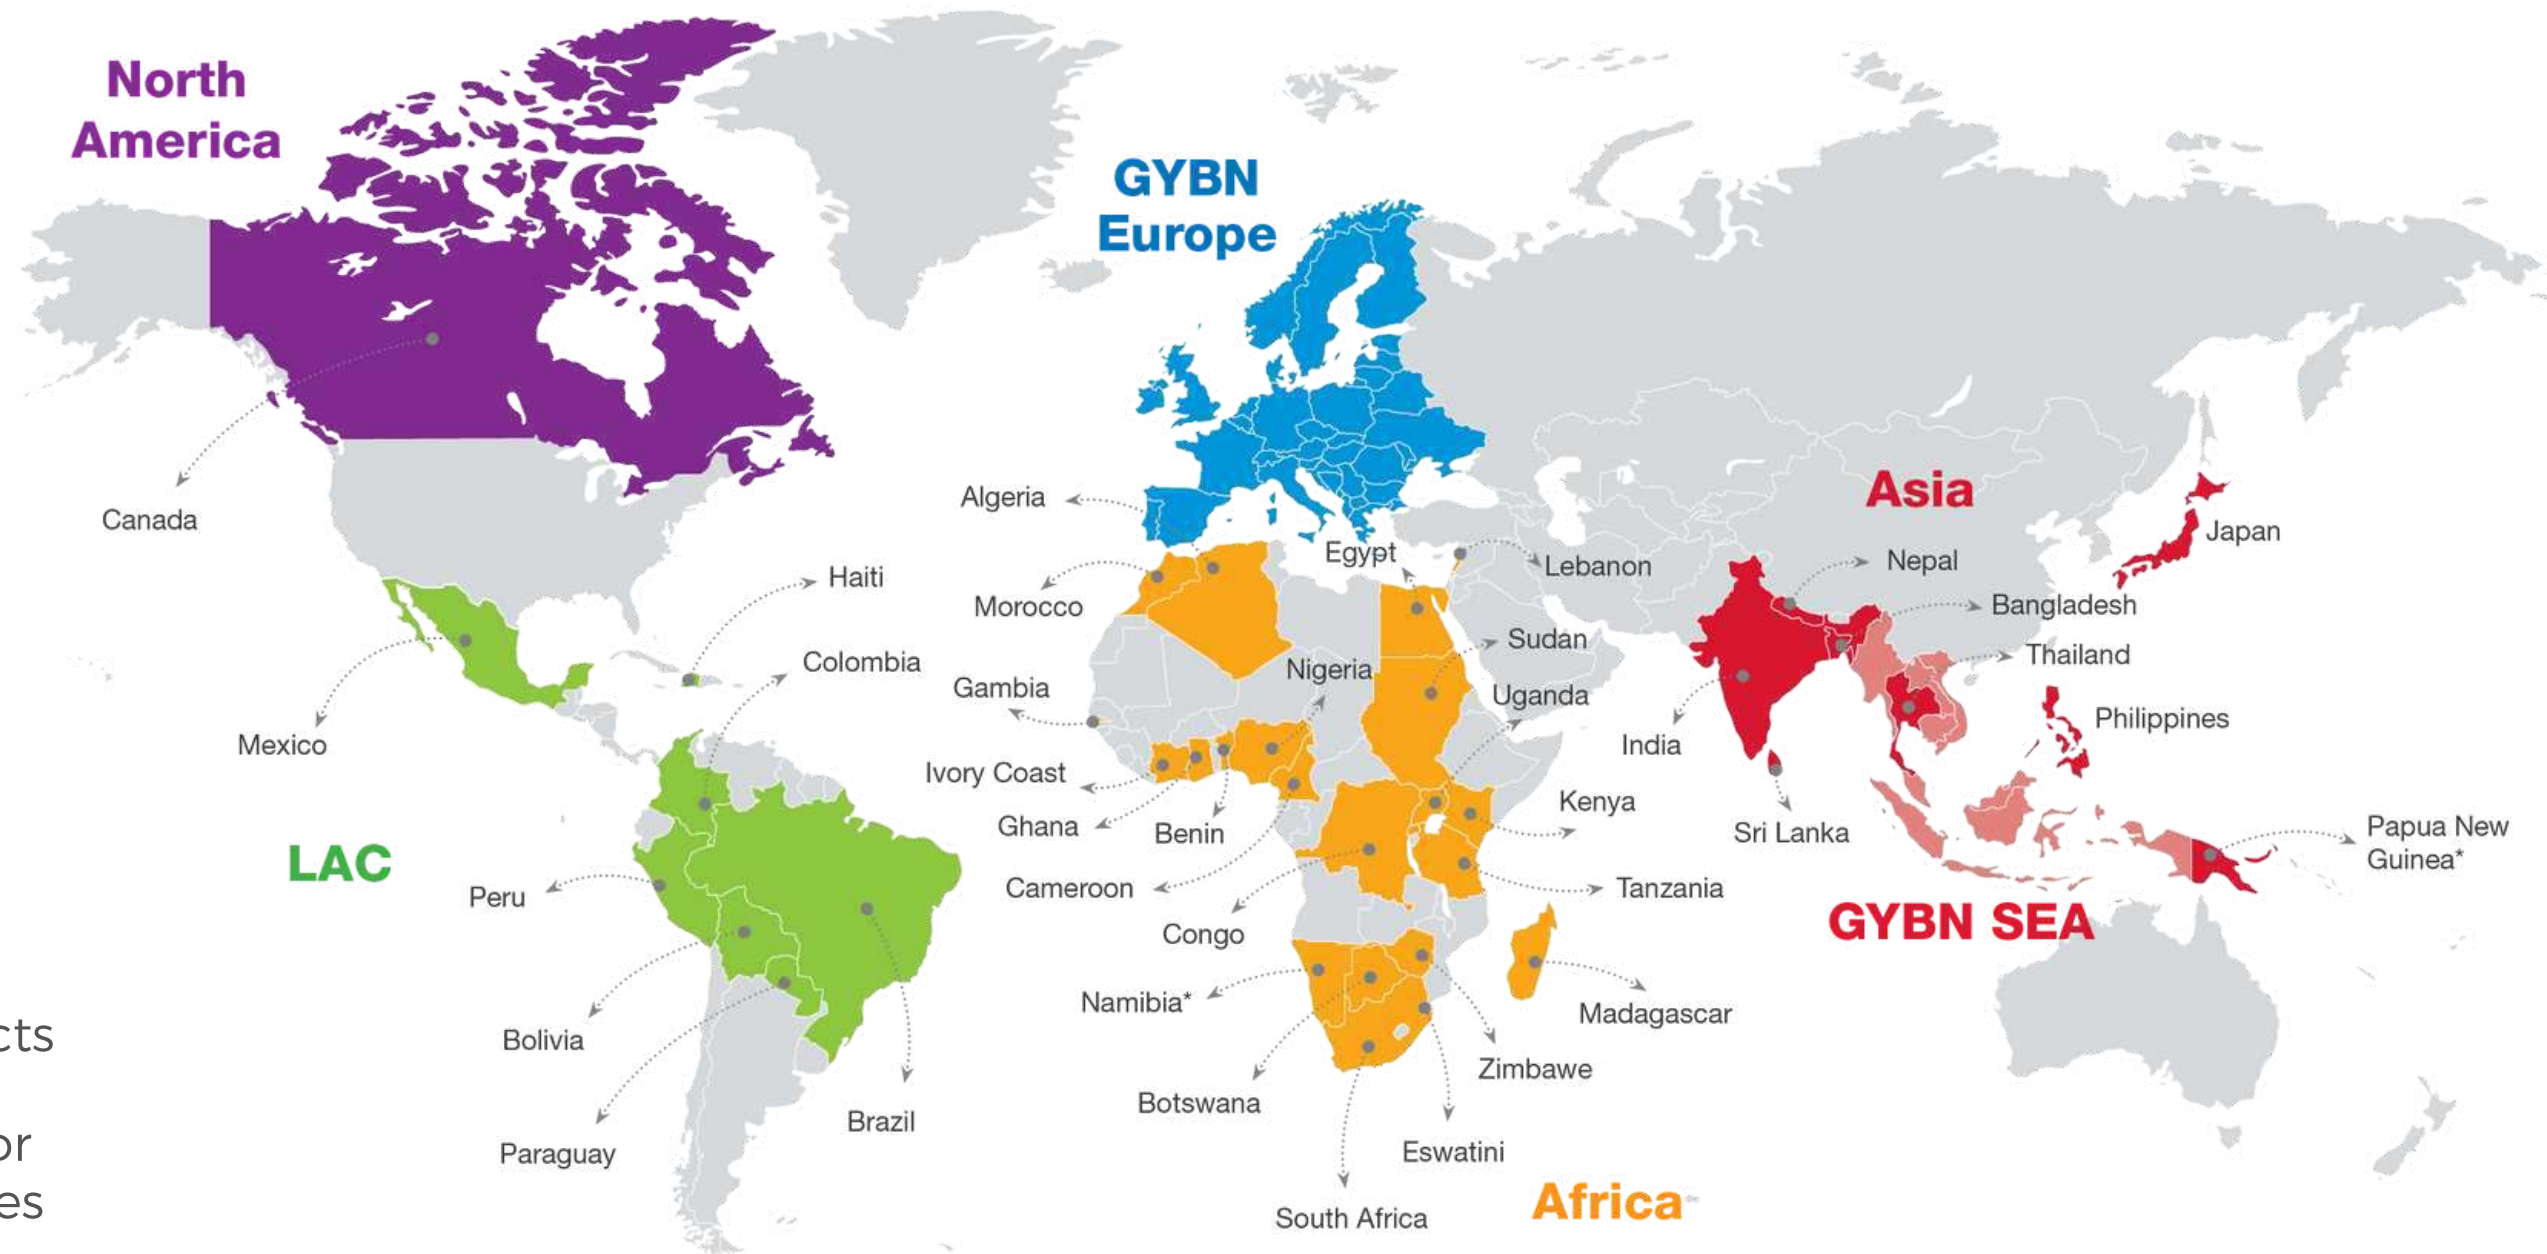 North
America
GYBN
Europe
Asia
Canada
Algeria
Japan
Egypt
Lebanon
Nepal
Haiti
Morocco
Bangladesh
Sudan
Thailand
Colombia
Nigeria
Gambia
Uganda
Philippines
Mexico
India
Ivory Coast
Kenya
Ghana
Benin
Sri Lanka
Papua New
Guinea*
LAC
Peru
Cameroon
Tanzania
Congo
GYBN SEA
Namibia*
Madagascar
Bolivia
cts
Zimbawe
Botswana
Brazil
or
Paraguay
Eswatini
es
South Africa
Africa